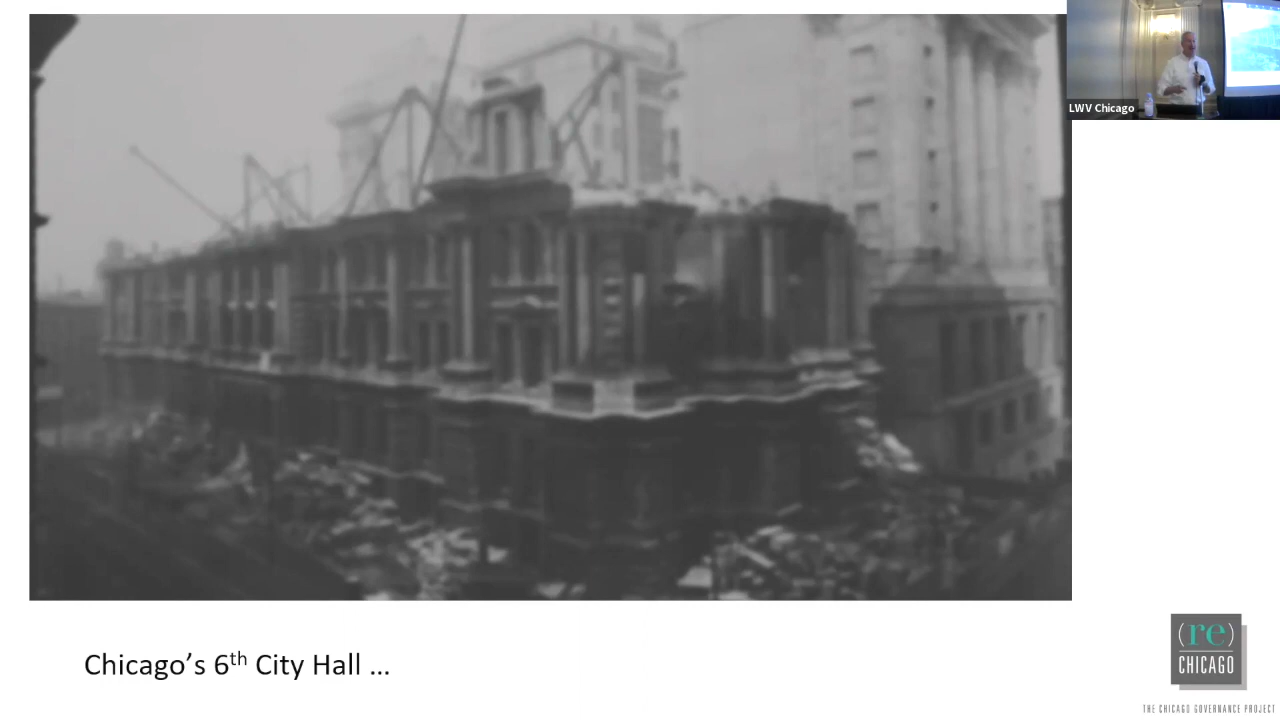 LWV Chicago
Chicago's 6th City Hall ...
(re)
CHICAGO
THE CHICAGO GOVERNANCE PROJECT